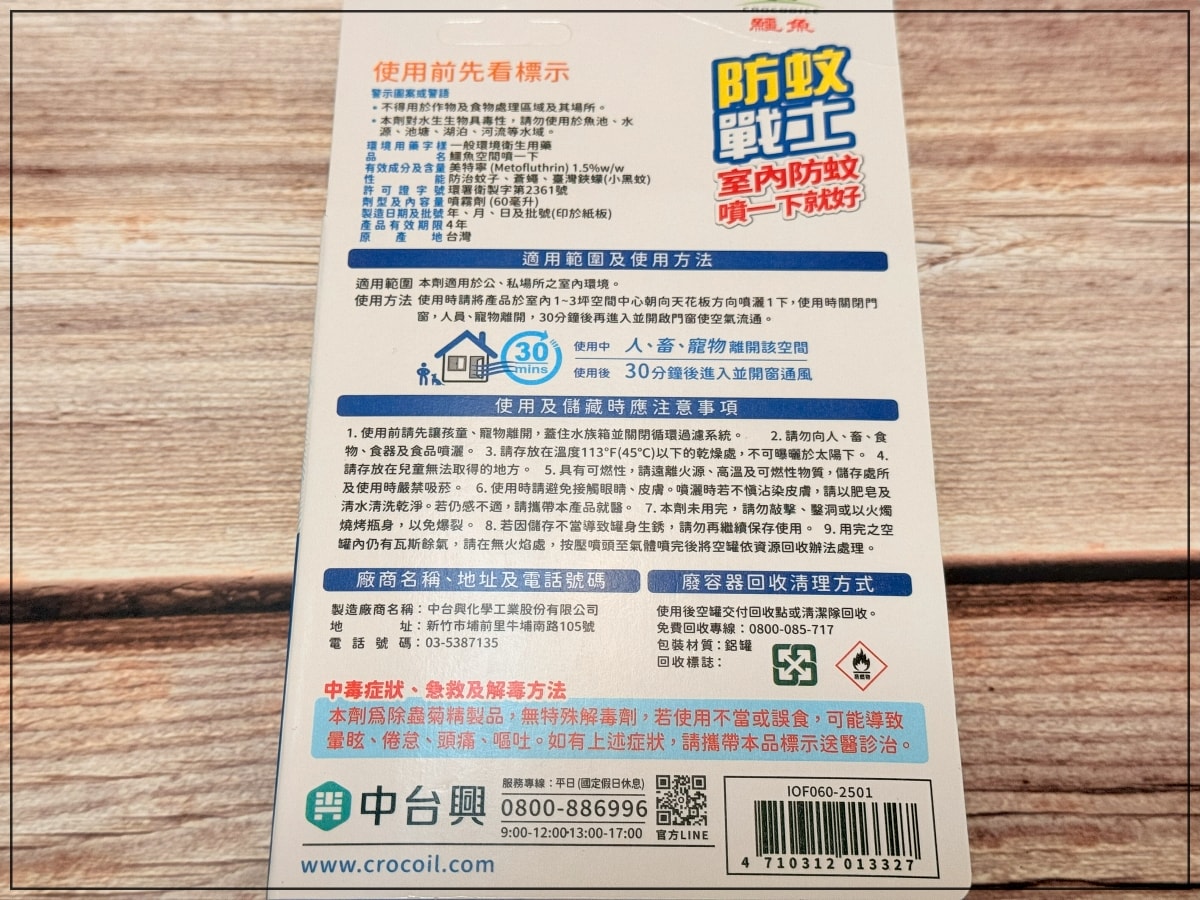 鱷魚
防蚊
戰士
室內防蚊
噴一下就好
使用前先看標示
警示圖案或警語
•不得用於作物及食物處理區域及其場所。
•本劑對水生生物具毒性,請勿使用於魚池、水
源、池塘、湖泊、河流等水域。
環境用藥字樣 一般環境衛生用藥
品名 鱷魚空間噴一下
有效成分及含量 美特寧 (Metofluthrin) 1.5%w/w
性能 防治蚊子、蒼蠅、臺灣鋏蠓(小黑蚊)
許可證字號 環署衛製字第2361號
劑型及內容量 噴霧劑 (60毫升)
製造日期及批號 年、月、日及批號(印於紙板)
產品有效期限 4年
原產地 台灣
適用範圍及使用方法
適用範圍 本劑適用於公、私場所之室內環境。
使用方法 使用時請將產品於室內1~3坪空間中心朝向天花板方向噴灑1下,使用時關閉門
窗,人員、寵物離開,30分鐘後再進入並開啟門窗使空氣流通。
30
mins
使用中 人、畜、寵物離開該空間
使用後 30分鐘後進入並開窗通風
使用及儲藏時應注意事項
1. 使用前請先讓孩童、寵物離開,蓋住水族箱並關閉循環過濾系統。 2. 請勿向人、畜、食
物、食器及食品噴灑。 3. 請存放在溫度113°F(45°C)以下的乾燥處,不可曝曬於太陽下。 4.
請存放在兒童無法取得的地方。 5. 具有可燃性,請遠離火源、高溫及可燃性物質,儲存處所
及使用時嚴禁吸菸。 6. 使用時請避免接觸眼睛、皮膚。噴灑時若不慎沾染皮膚,請以肥皂及
清水清洗乾淨。若仍感不適,請攜帶本產品就醫。 7. 本劑未用完,請勿敲擊、鑿洞或以火燭
燒烤瓶身,以免爆裂。 8. 若因儲存不當導致罐身生銹,請勿再繼續保存使用。 9. 用完之空
罐內仍有瓦斯餘氣,請在無火焰處,按壓噴頭至氣體噴完後將空罐依資源回收辦法處理。
廠商名稱、地址及電話號碼
製造廠商名稱:中台興化學工業股份有限公司
地址:新竹市埔前里牛埔南路105號
電話號碼:03-5387135
廢容器回收清理方式
使用後空罐交付回收點或清潔隊回收。
免費回收專線:0800-085-717
包裝材質:鋁罐
回收標誌:
中毒症狀、急救及解毒方法
本劑為除蟲菊精製品,無特殊解毒劑,若使用不當或誤食,可能導致
暈眩、倦怠、頭痛、嘔吐。如有上述症狀,請攜帶本品標示送醫診治。
中台興
服務專線:平日(國定假日休息)
0800-886996
9:00-12:00•13:00-17:00
官方LINE
www.crocoil.com
IOF060-2501
4 710312 013327